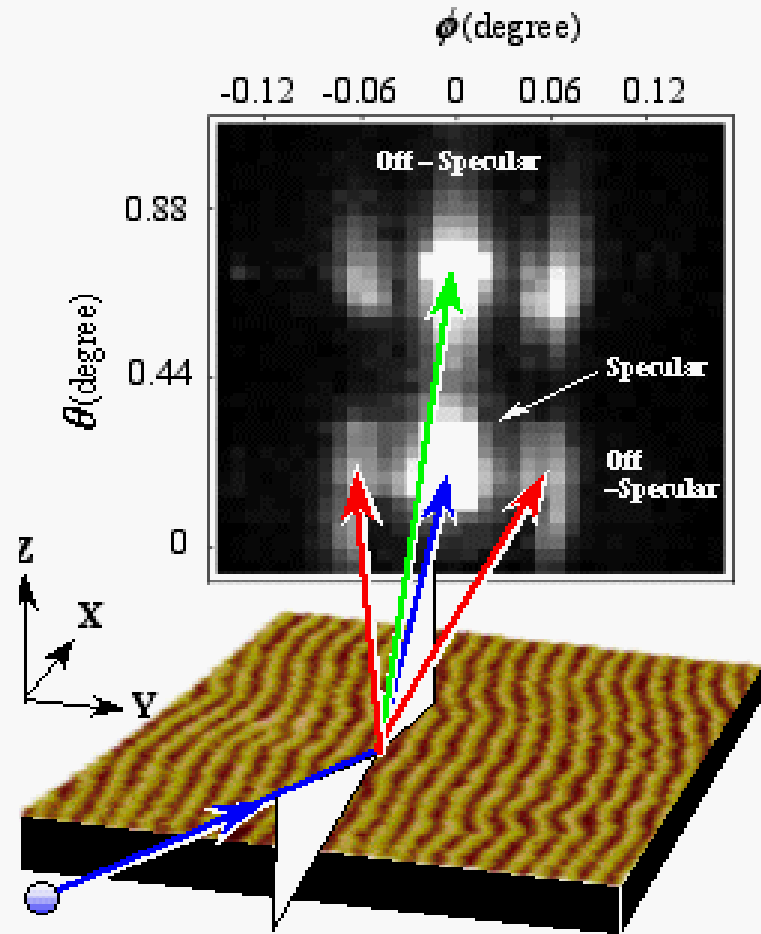 ϕ(degree)
-0.12 -0.06 0 0.06 0.12
Off - Specular
0.88
θ(degree)
0.44
Specular
Off
-Specular
0
Z
X
Y